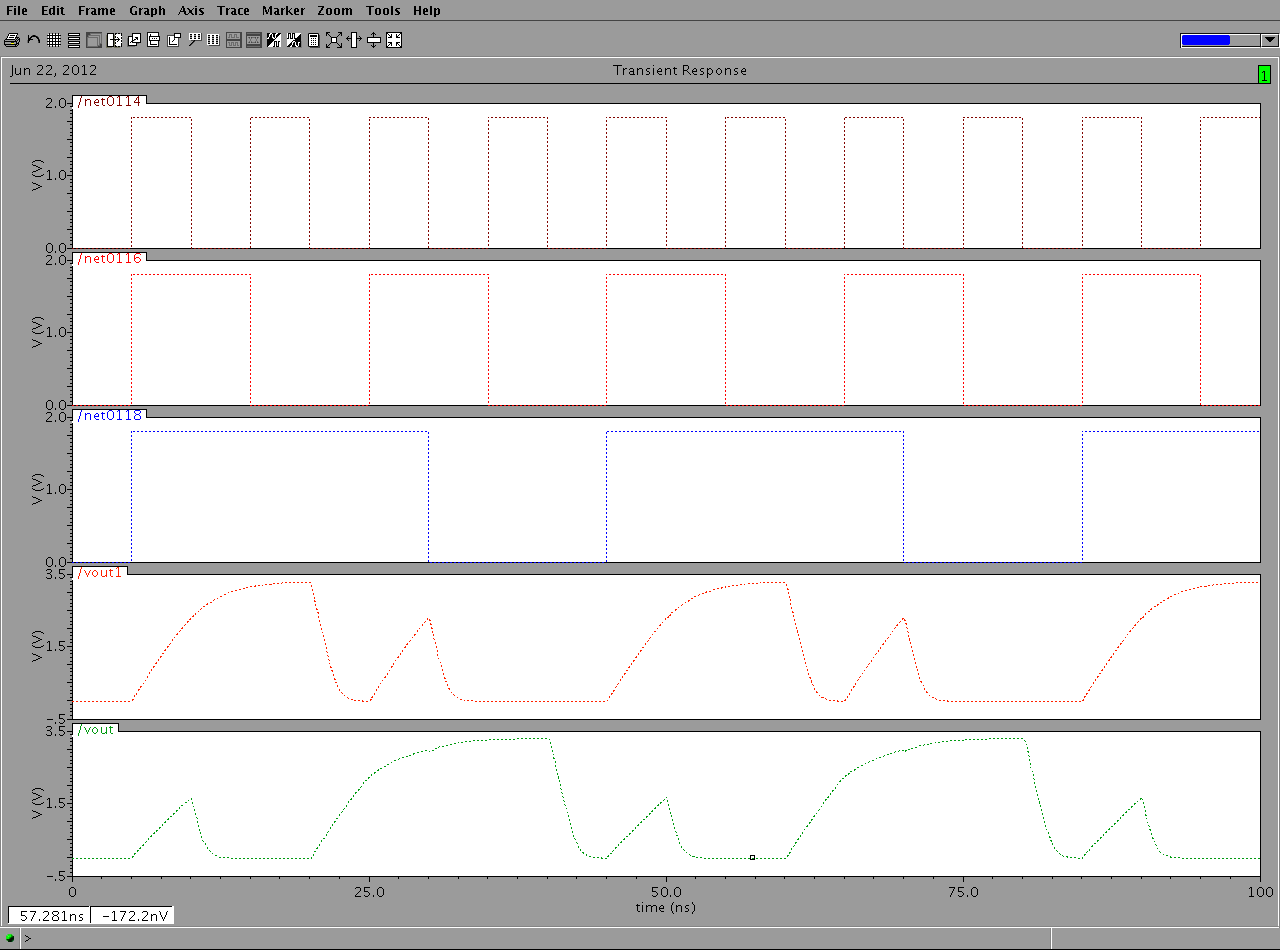 File Edit Frame Graph Axis Trace Marker Zoom Tools Help
Jun 22, 2012 Transient Response 1
/net0114
2.0
1.0
0.0
V (V)
/net0116
2.0
1.0
0.0
V (V)
/net0118
2.0
1.0
0.0
V (V)
/vout1
3.5
1.5
-.5
V (V)
/vout
3.5
1.5
-.5
V (V)
0 25.0 50.0 75.0 100
time (ns)
57.281ns -172.2nV
>